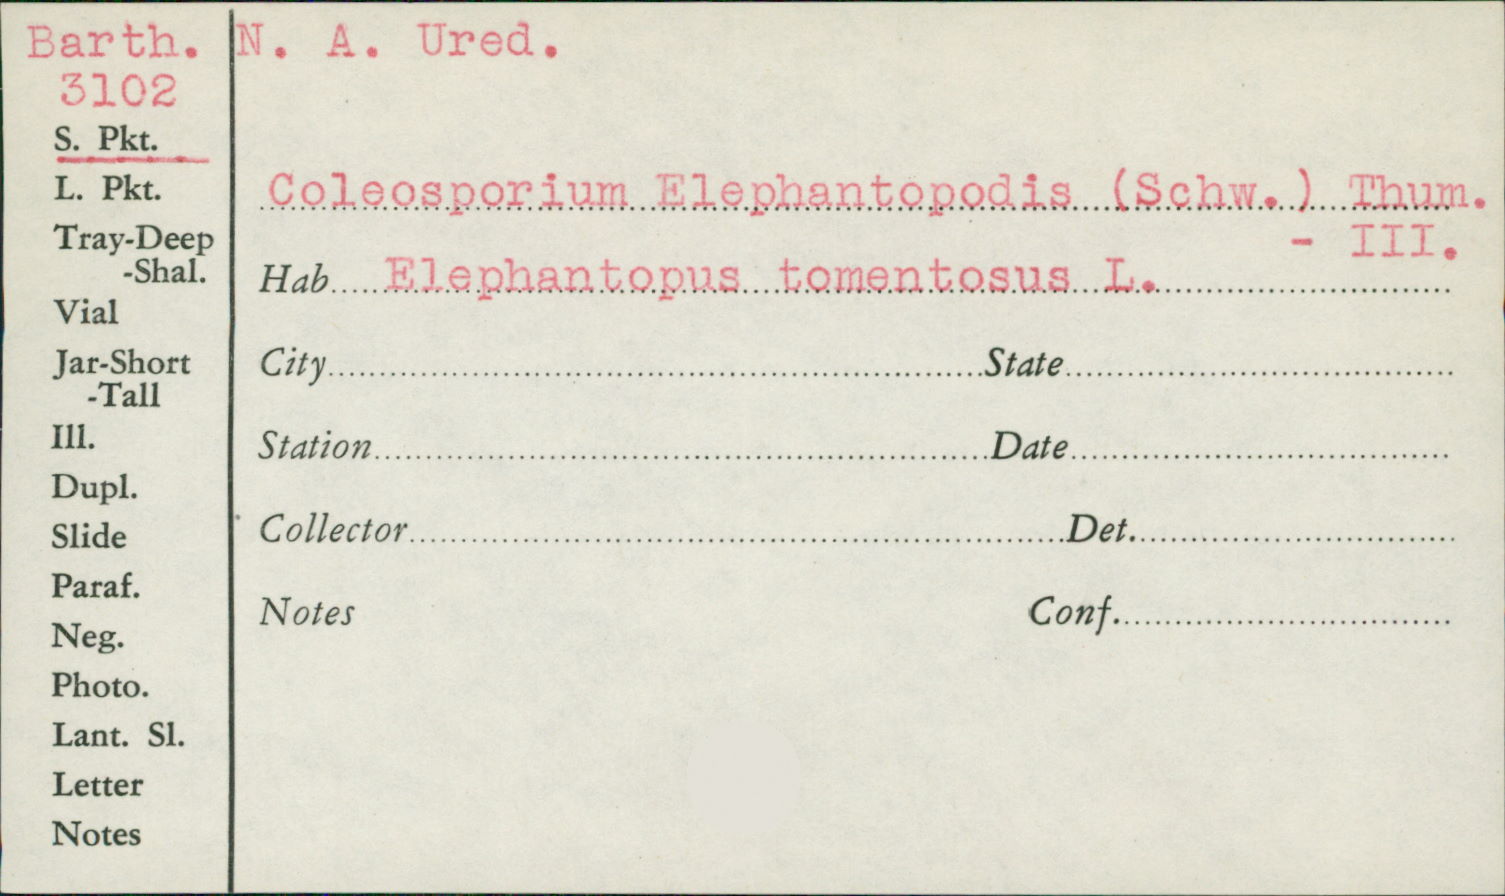 Barth. N. A. Ured.
3102
S. Pkt.
L. Pkt.
Tray-Deep
-Shal.
Vial
Jar-Short
-Tall
Ill.
Dupl.
Slide
Paraf.
Neg.
Photo.
Lant. Sl.
Letter
Notes
Coleosporium Elephantopodis (Schw.) Thum.
- III.
Hab. Elephantopus tomentosus L.
City State
Station Date
Collector Det.
Notes Conf.